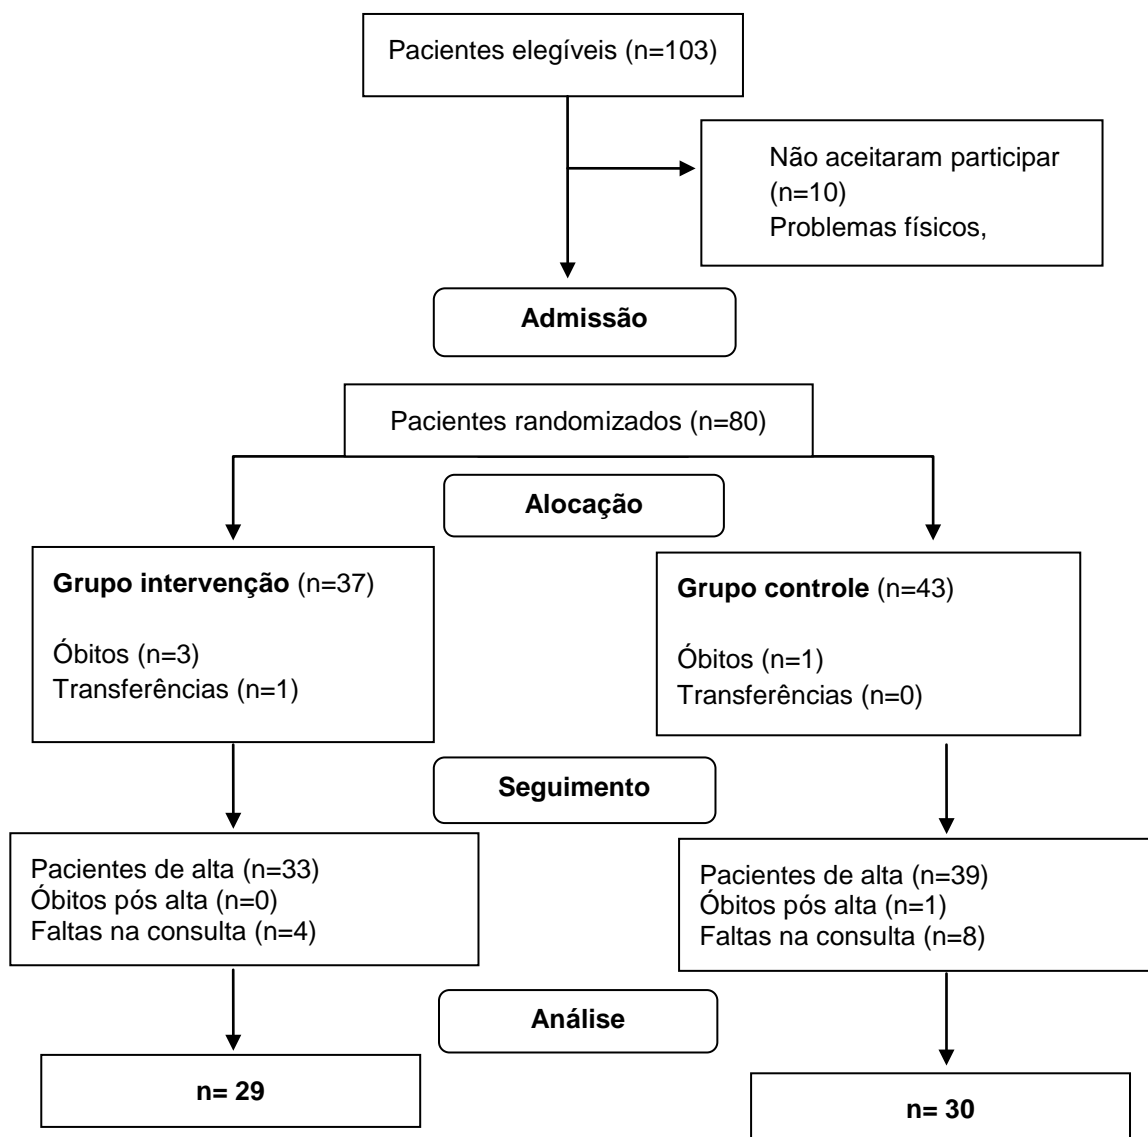 Pacientes elegíveis (n=103)
Não aceitaram participar
(n=10)
Problemas físicos,
Admissão
Pacientes randomizados (n=80)
Alocação
Grupo intervenção (n=37)
Óbitos (n=3)
Transferências (n=1)
Grupo controle (n=43)
Óbitos (n=1)
Transferências (n=0)
Seguimento
Pacientes de alta (n=33)
Óbitos pós alta (n=0)
Faltas na consulta (n=4)
Pacientes de alta (n=39)
Óbitos pós alta (n=1)
Faltas na consulta (n=8)
Análise
n= 29
n= 30